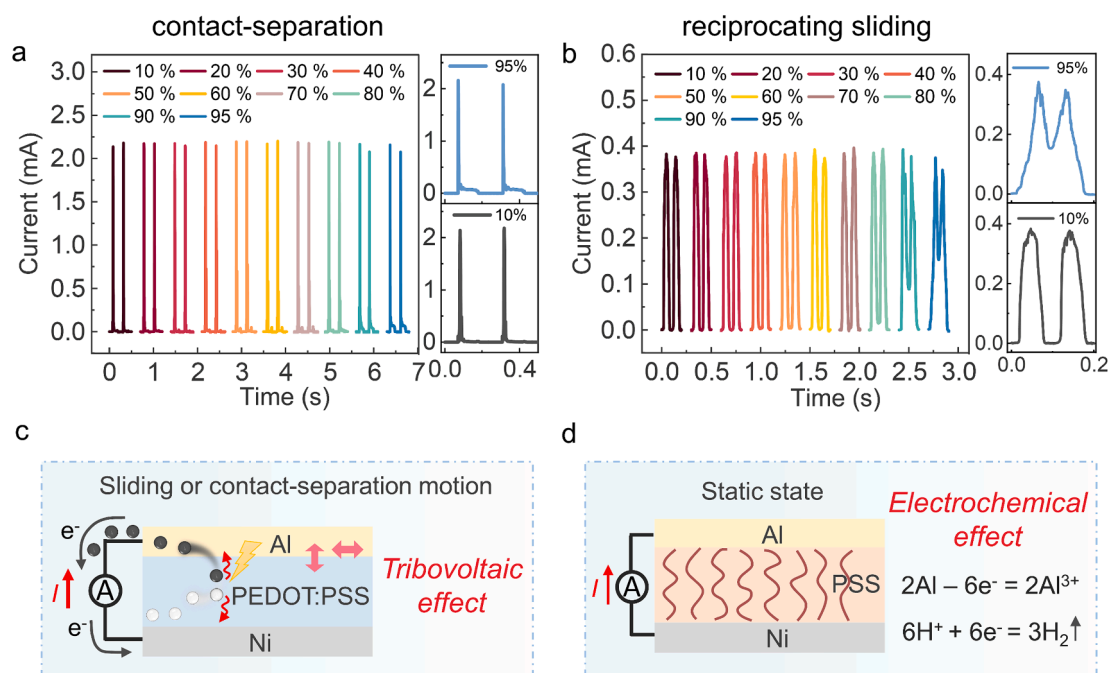 contact-separation
a
3.0
2.5
2.0
1.5
1.0
0.5
0.0
Current (mA)
10 % 20 % 30 % 40 %
50 % 60 % 70 % 80 %
90 % 95 %
0 1 2 3 4 5 6 7
Time (s)
95%
2
1
0
10%
2
1
0
0.0 0.4
reciprocating sliding
b
0.6
0.5
0.4
0.3
0.2
0.1
0.0
Current (mA)
10 % 20 % 30 % 40 %
50 % 60 % 70 % 80 %
90 % 95 %
0.0 0.5 1.0 1.5 2.0 2.5 3.0
Time (s)
0.4
95%
0.2
0.0
0.4
10%
0.2
0.0
0.0 0.2
c
Sliding or contact-separation motion
e-
Al
I
A
PEDOT:PSS
e-
Ni
Tribovoltaic
effect
d
Static state
Al
I
A
PSS
Ni
Electrochemical
effect
2Al – 6e- = 2Al³⁺
6H⁺ + 6e- = 3H₂↑